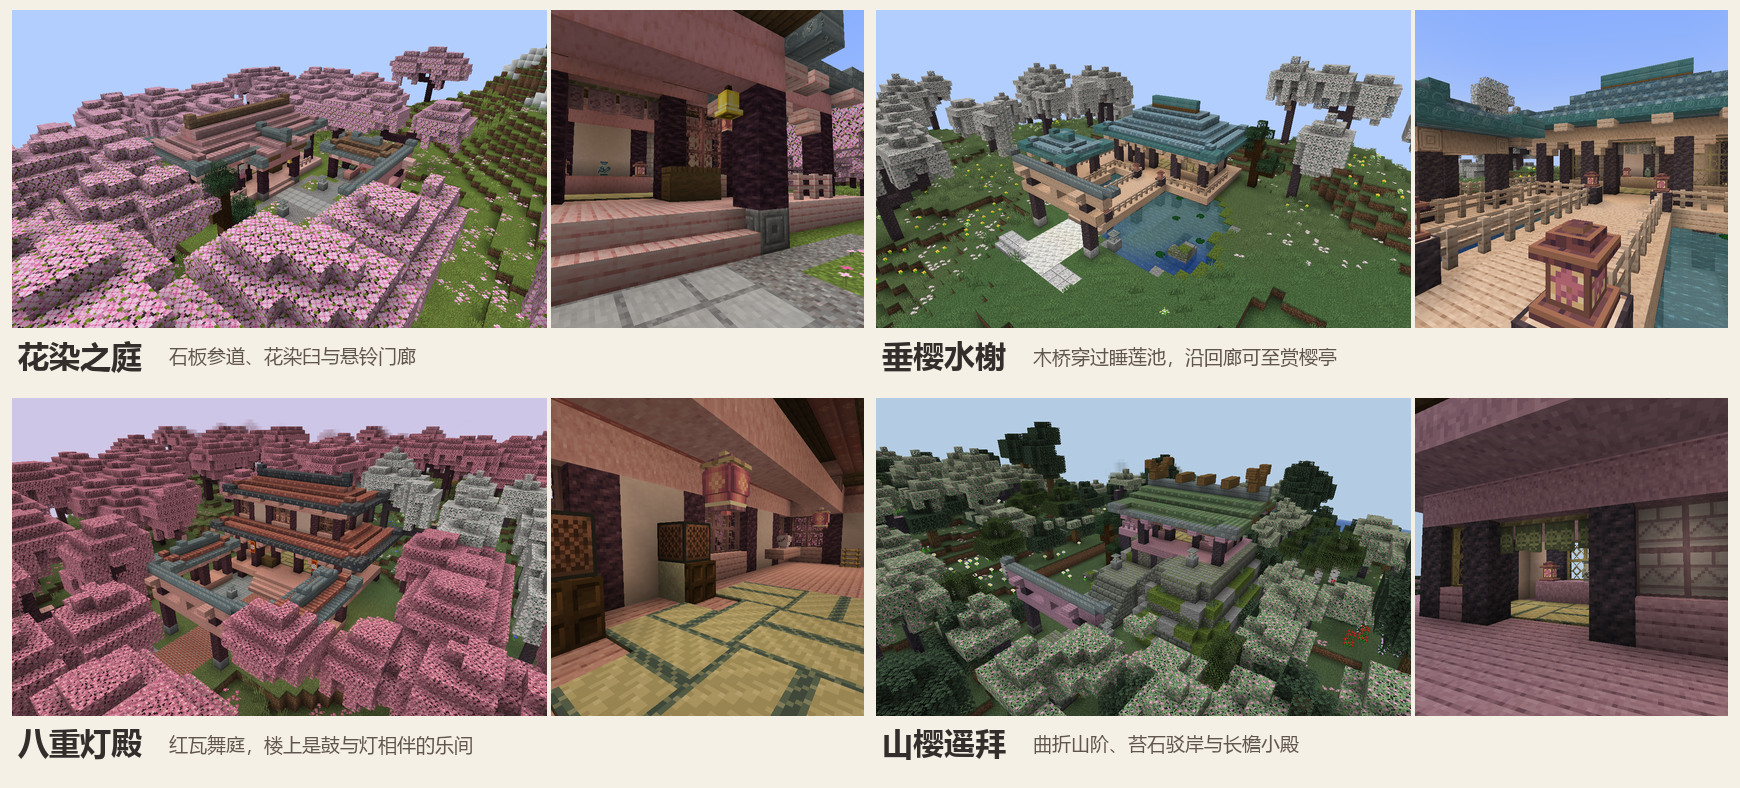 花染之庭 石板参道、花染臼与悬铃门廊
垂樱水榭 木桥穿过睡莲池，沿回廊可至赏樱亭
八重灯殿 红瓦舞庭，楼上是鼓与灯相伴的乐间
山樱遥拜 曲折山阶、苔石驳岸与长檐小殿